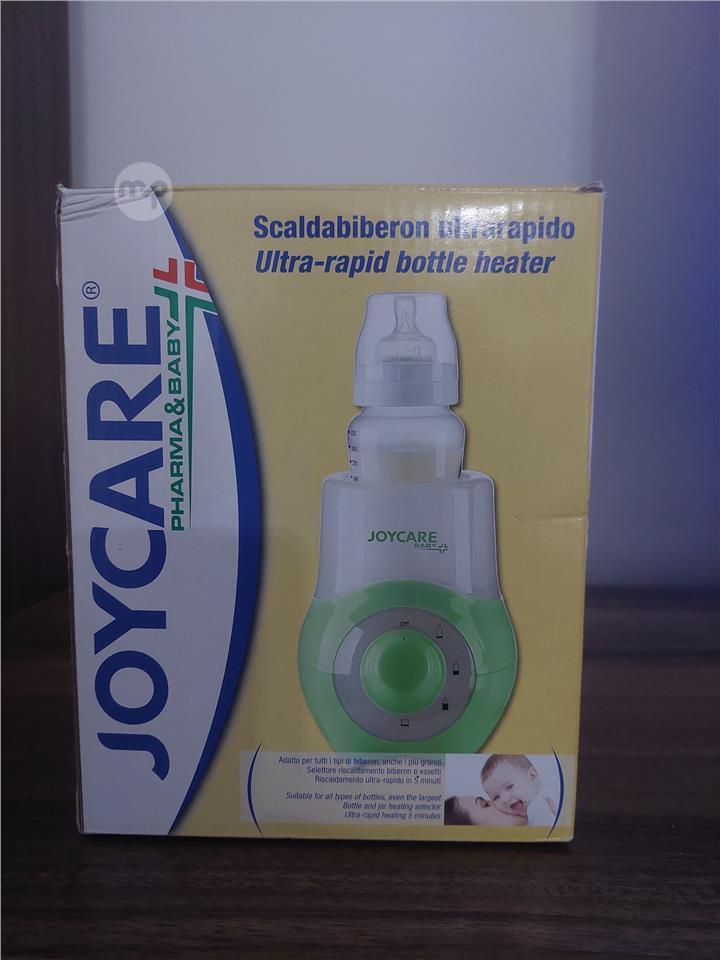 mp
Scaldabiberon ultrarapido
Ultra-rapid bottle heater
JOYCARE®
PHARMA&BABY
JOYCARE
BABY
Off
Adatto per tutti i tipi di biberon, anche i più grandi
Selettore riscaldamento biberon e vasetti
Riscaldamento ultra-rapido in 5 minuti
Suitable for all types of bottles, even the largest
Bottle and jar heating selector
Ultra-rapid heating 5 minutes